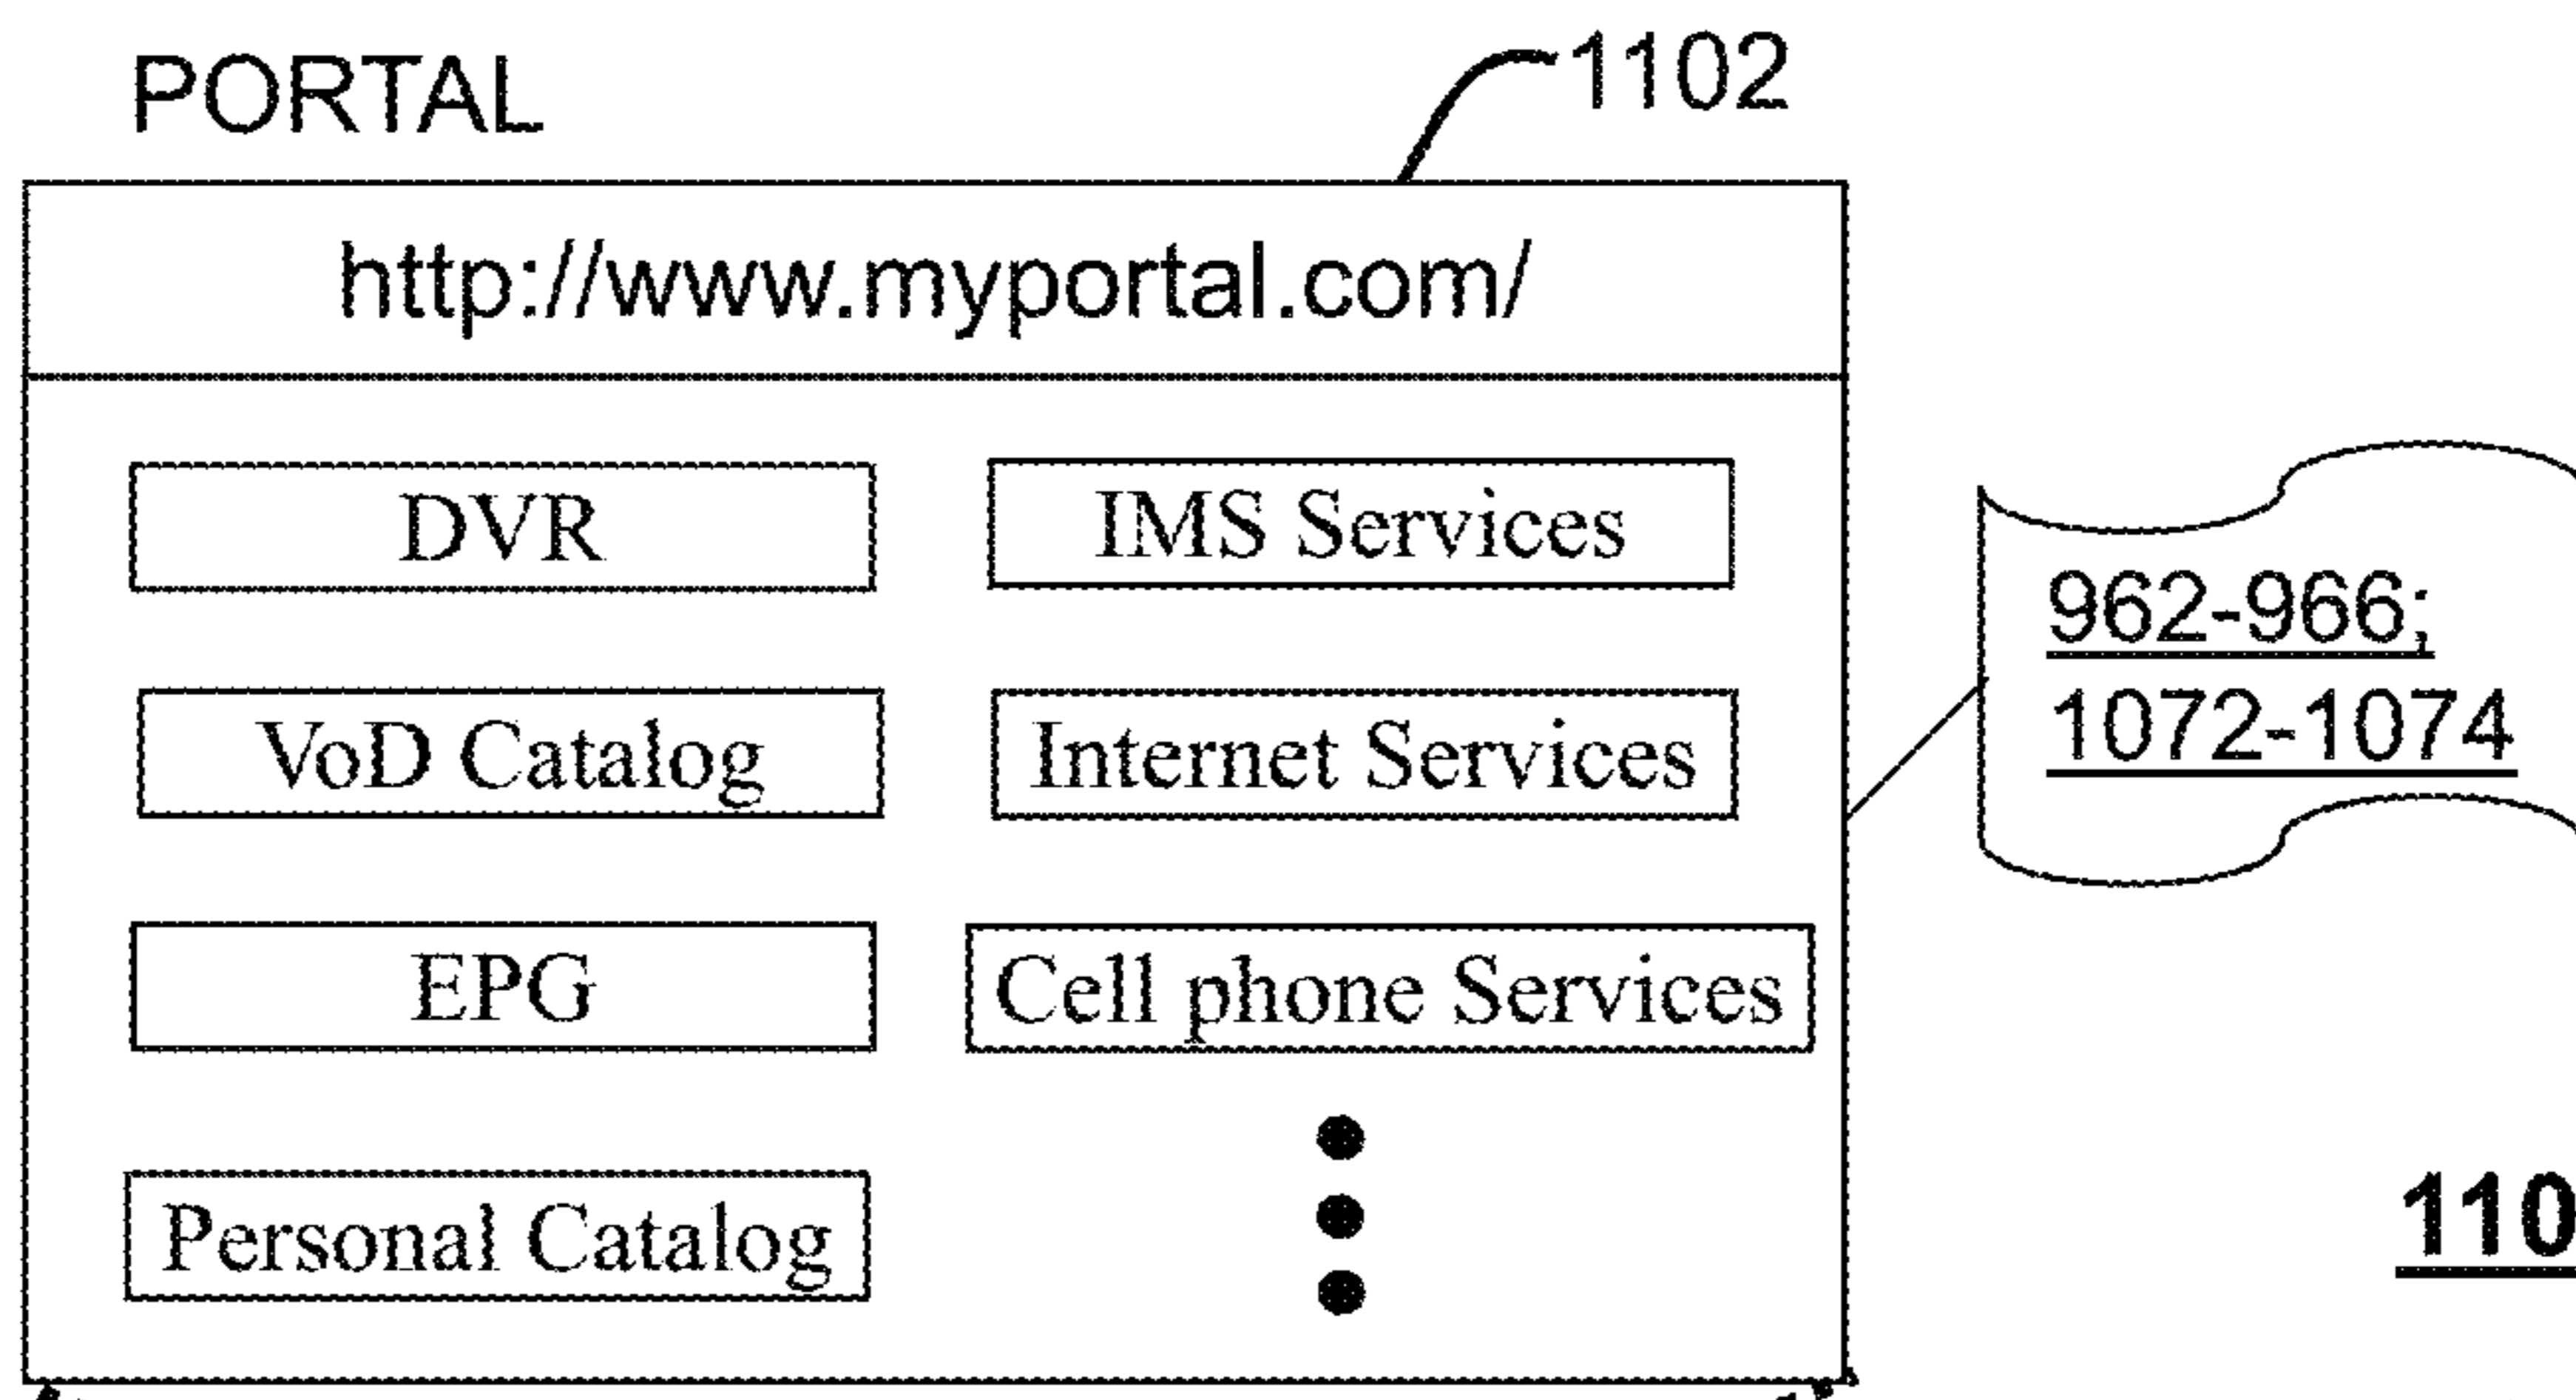 PORTAL
1102
http://www.myportal.com/
DVR
IMS Services
VoD Catalog
Internet Services
EPG
Cell phone Services
Personal Catalog
962-966;
1072-1074
110